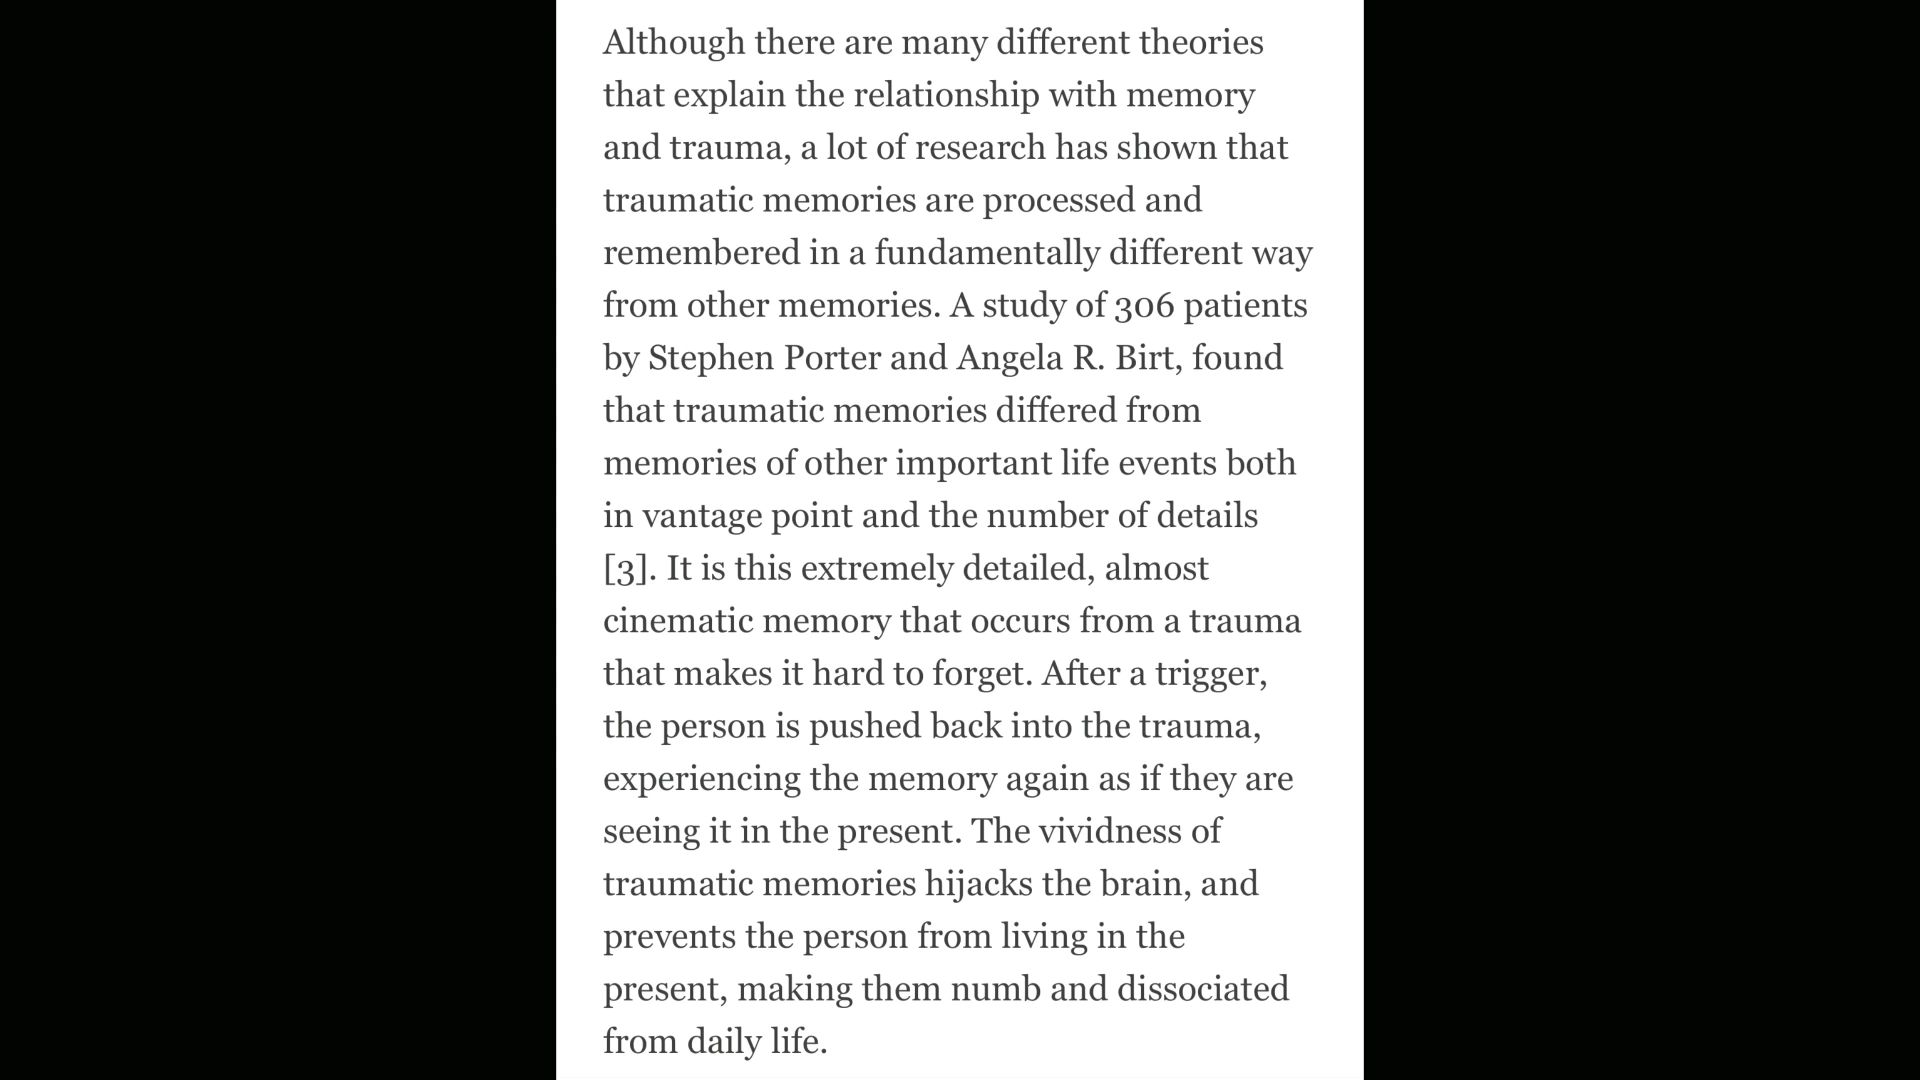 Although there are many different theories
that explain the relationship with memory
and trauma, a lot of research has shown that
traumatic memories are processed and
remembered in a fundamentally different way
from other memories. A study of 306 patients
by Stephen Porter and Angela R. Birt, found
that traumatic memories differed from
memories of other important life events both
in vantage point and the number of details
[3]. It is this extremely detailed, almost
cinematic memory that occurs from a trauma
that makes it hard to forget. After a trigger,
the person is pushed back into the trauma,
experiencing the memory again as if they are
seeing it in the present. The vividness of
traumatic memories hijacks the brain, and
prevents the person from living in the
present, making them numb and dissociated
from daily life.